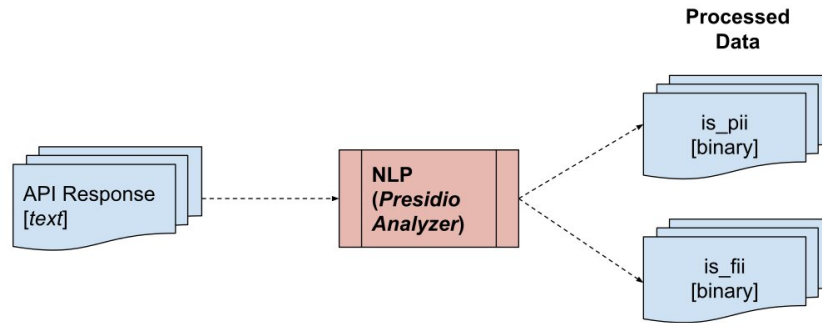 Processed
Data
is_pii
[binary]
API Response
[text]
NLP
(Presidio
Analyzer)
is_fii
[binary]